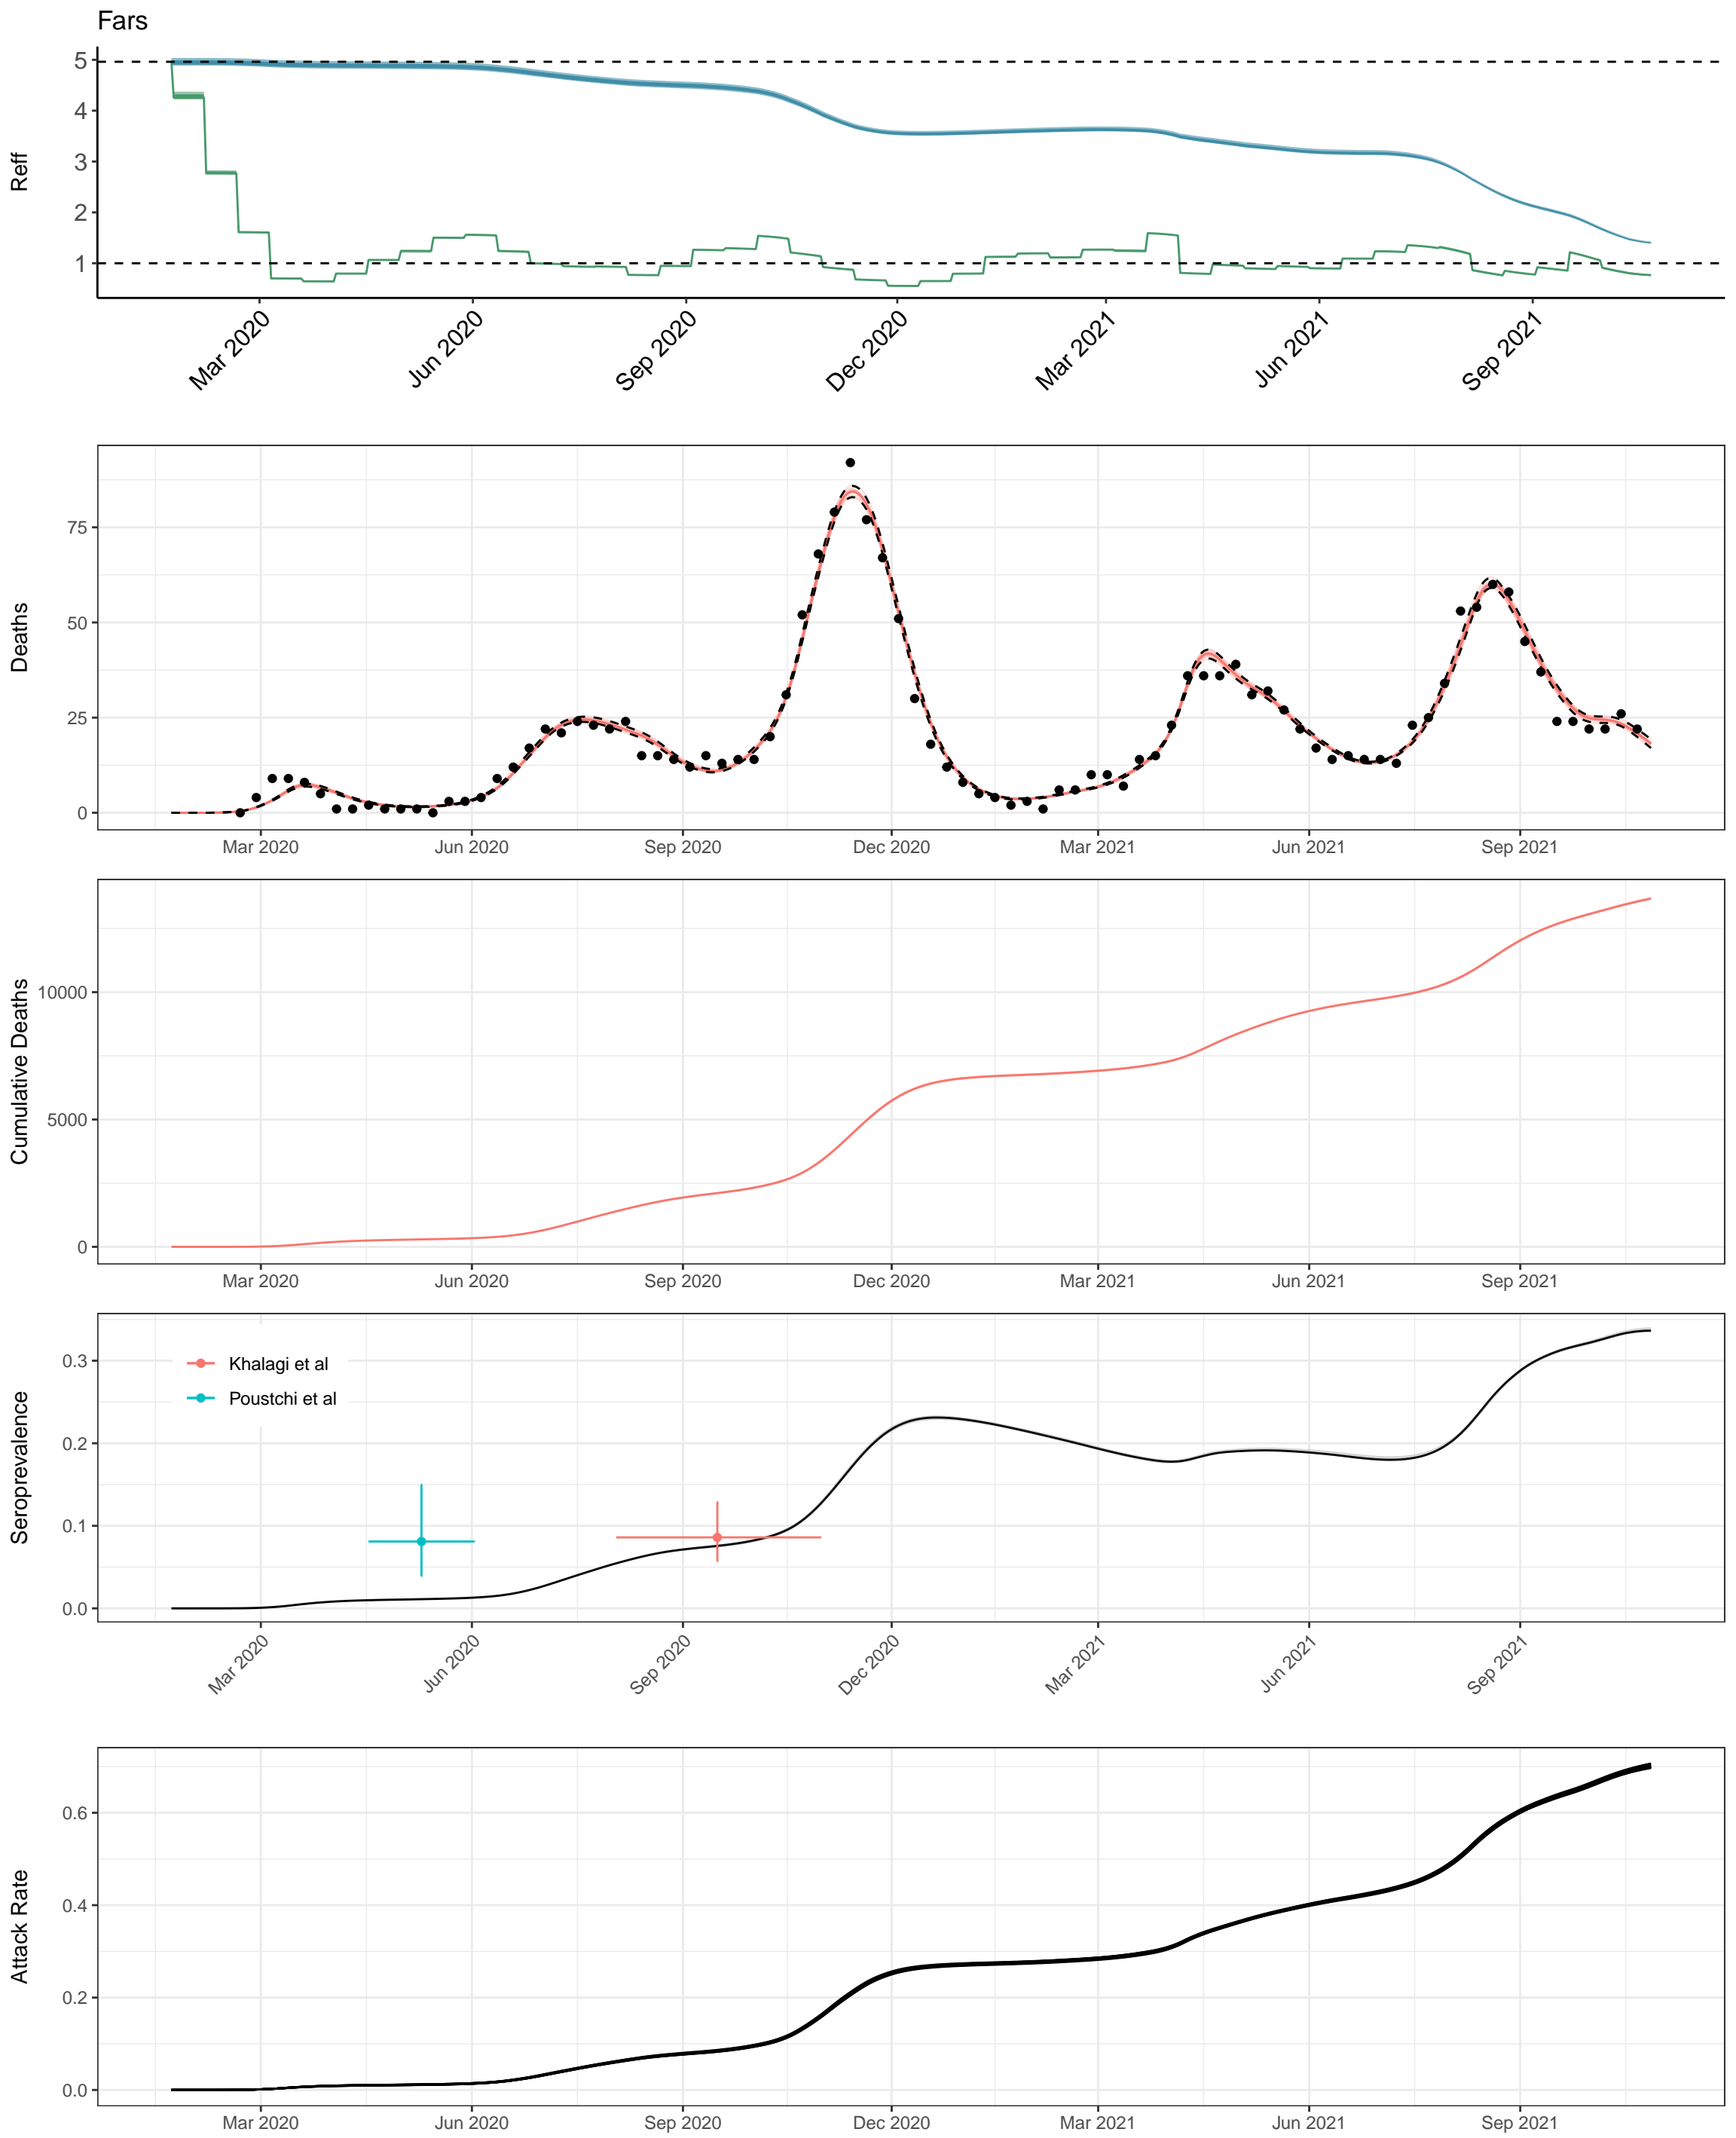 Fars
Reff
5
4
3
2
1
Mar 2020
Jun 2020
Sep 2020
Dec 2020
Mar 2021
Jun 2021
Sep 2021
Deaths
75
50
25
0
Mar 2020
Jun 2020
Sep 2020
Dec 2020
Mar 2021
Jun 2021
Sep 2021
Cumulative Deaths
10000
5000
0
Mar 2020
Jun 2020
Sep 2020
Dec 2020
Mar 2021
Jun 2021
Sep 2021
Seroprevalence
0.3
0.2
0.1
0.0
Khalagi et al
Poustchi et al
Mar 2020
Jun 2020
Sep 2020
Dec 2020
Mar 2021
Jun 2021
Sep 2021
Attack Rate
0.6
0.4
0.2
0.0
Mar 2020
Jun 2020
Sep 2020
Dec 2020
Mar 2021
Jun 2021
Sep 2021